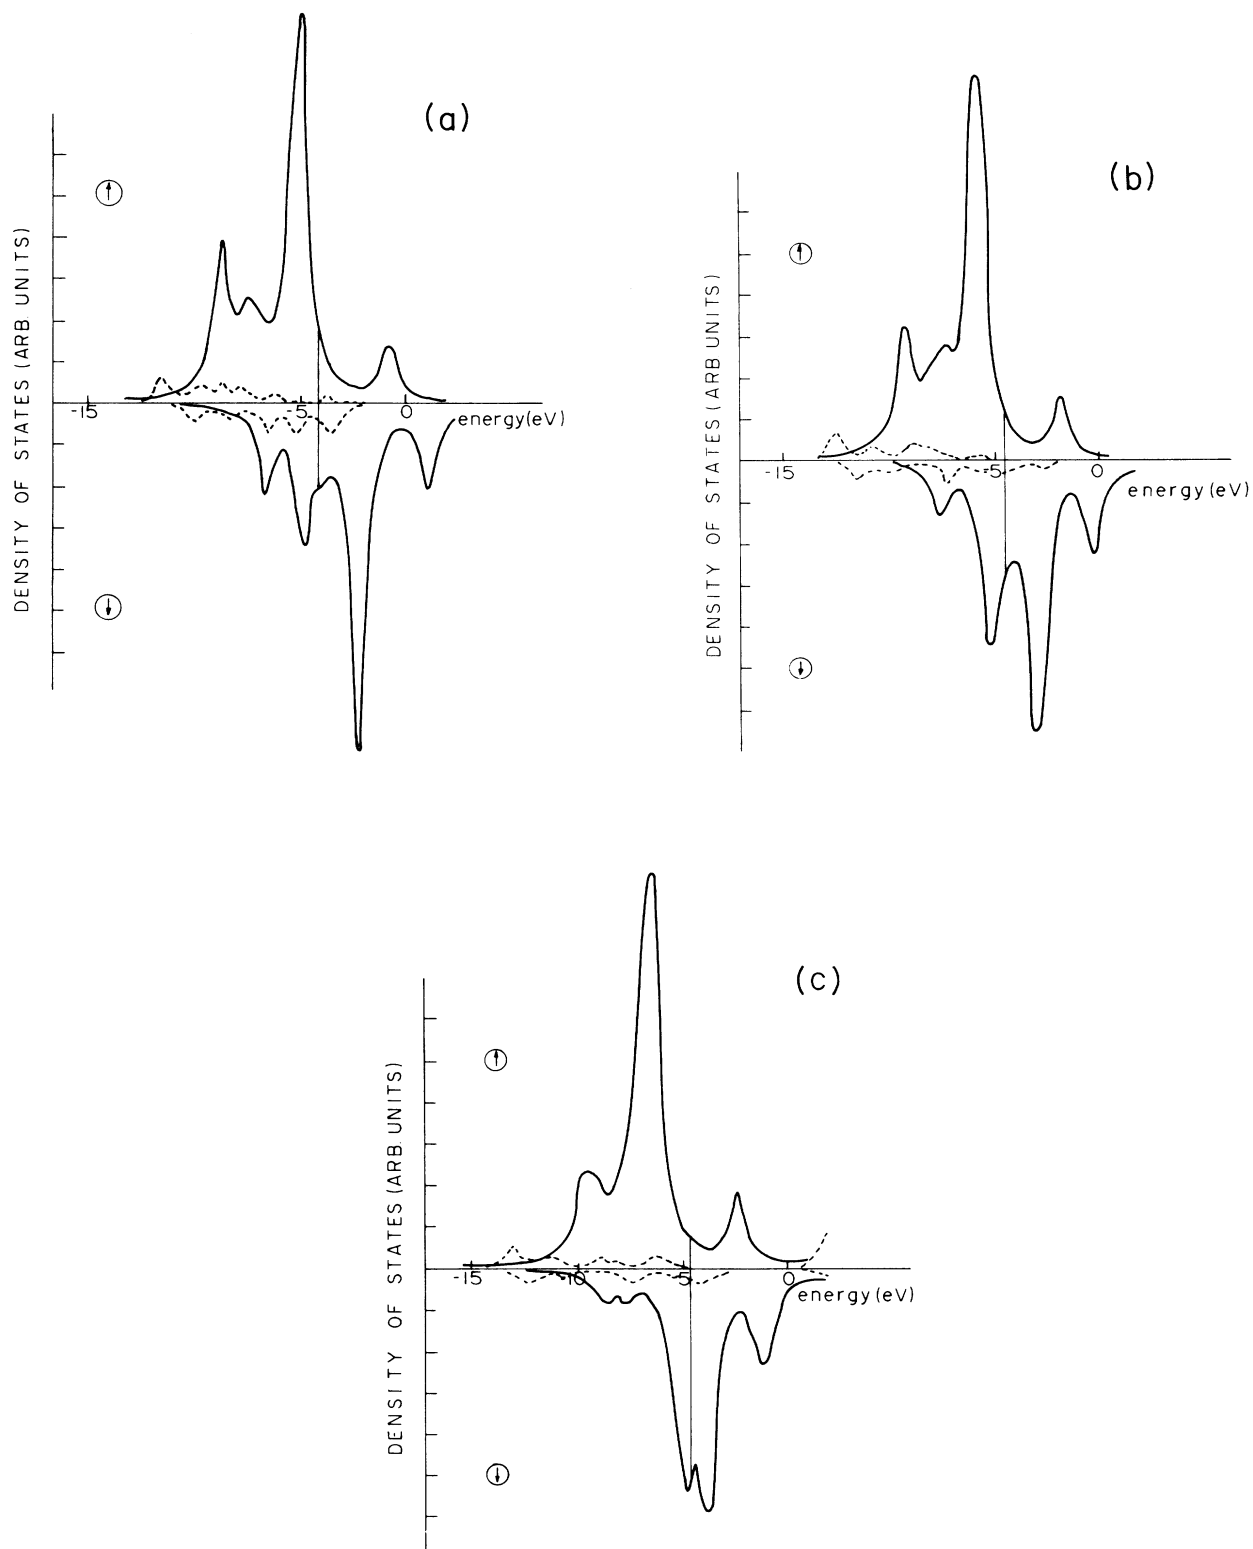 (a)
DENSITY OF STATES (ARB UNITS)
-15
-5
0
energy(eV)
(b)
DENSITY OF STATES (ARB UNITS)
-15
-5
0
energy(eV)
(c)
DENSITY OF STATES (ARB. UNITS)
-15
-10
-5
0
energy(eV)